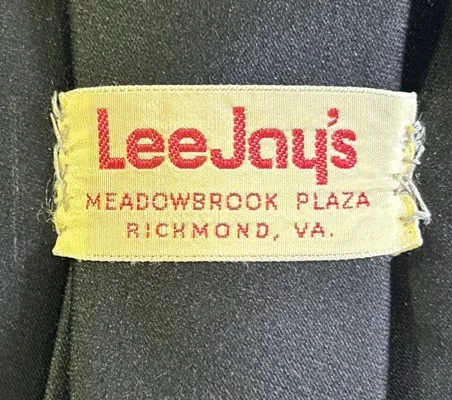 LeeJay's
MEADOWBROOK PLAZA
RICHMOND, VA.